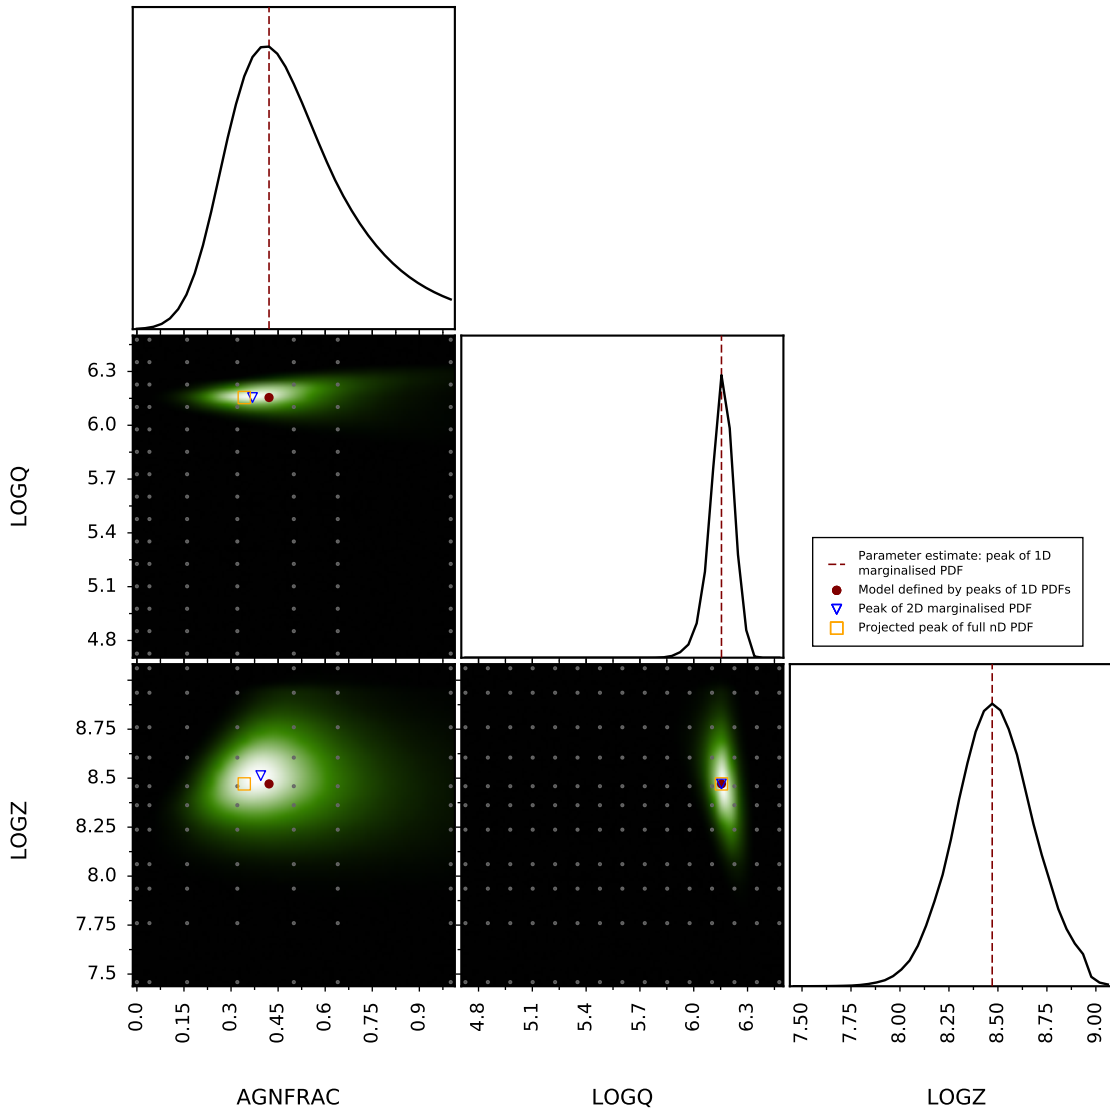 6.3
6.0
5.7
5.4
5.1
4.8
LOGQ
Parameter estimate: peak of 1D
marginalised PDF
Model defined by peaks of 1D PDFs
Peak of 2D marginalised PDF
Projected peak of full nD PDF
8.75
8.5
8.25
8.0
7.75
7.5
LOGZ
0.0 0.15 0.3 0.45 0.6 0.75 0.9
4.8 5.1 5.4 5.7 6.0 6.3
7.50 7.75 8.00 8.25 8.50 8.75 9.00
AGNFRAC LOGQ LOGZ